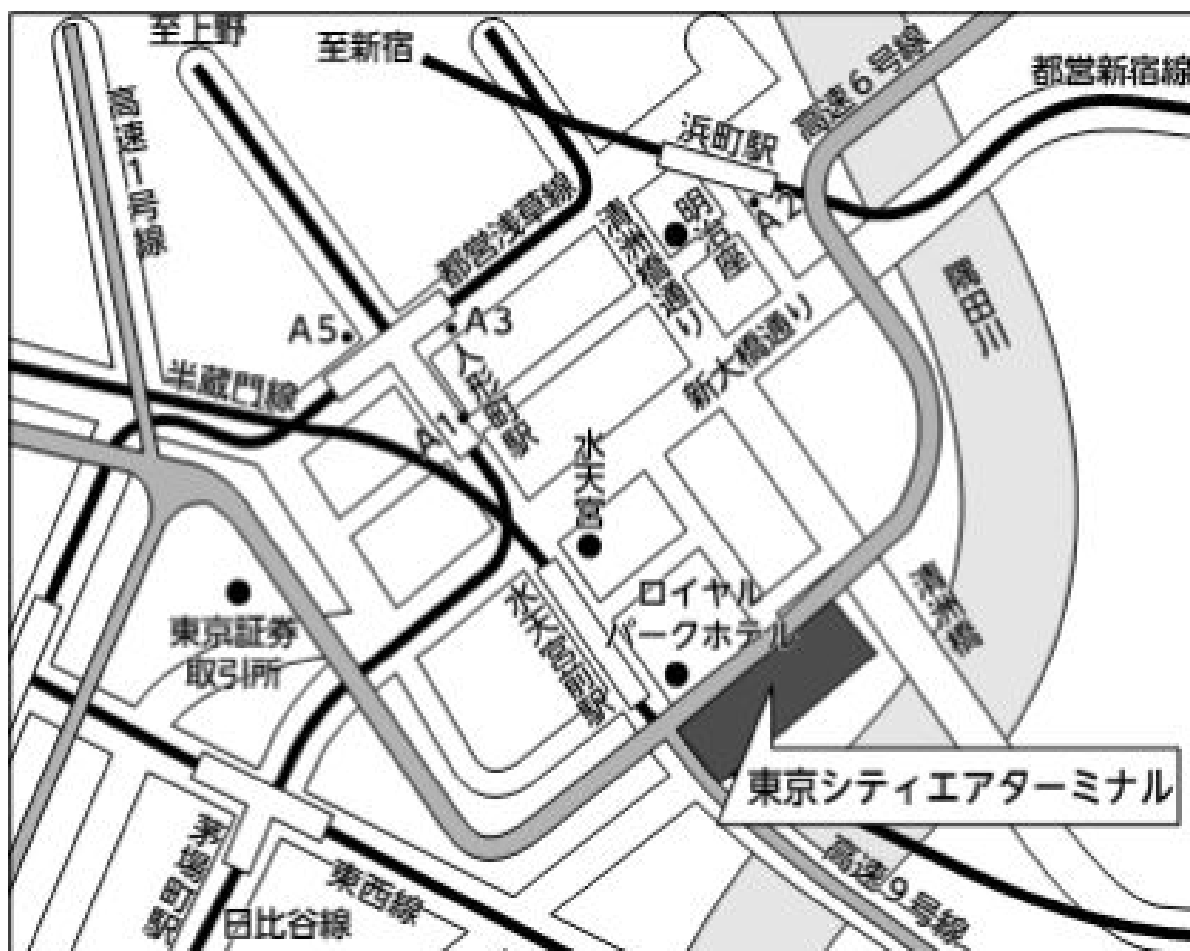 至上野
至新宿
高速6号線
都営新宿線
高速1号線
浜町駅
A2
明治座
都営浅草線
清洲橋通り
隅田川
A5
A3
新大橋通り
半蔵門線
人形町駅
A1
水天宮
清洲橋
ロイヤル
パークホテル
水天宮前駅
東京証券
取引所
東京シティエアターミナル
茅場町駅
東西線
高速9号線
日比谷線